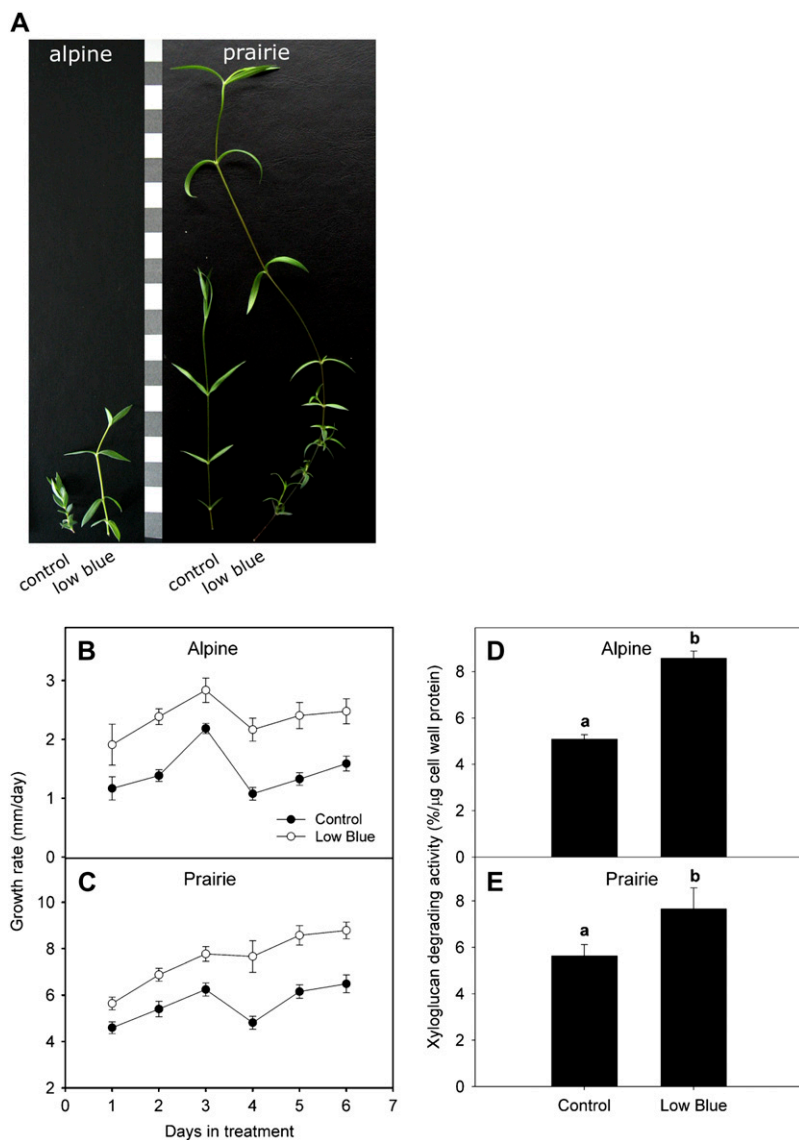 A
alpine prairie
control low blue control low blue
B Alpine
3
2
1
0
Control
Low Blue
Growth rate (mm/day)
C Prairie
10
8
6
4
2
0 1 2 3 4 5 6 7
Days in treatment
D Alpine
a b
8
6
4
2
0
Xyloglucan degrading activity (%/µg cell wall protein)
E Prairie
a b
8
6
4
2
0
Control Low Blue